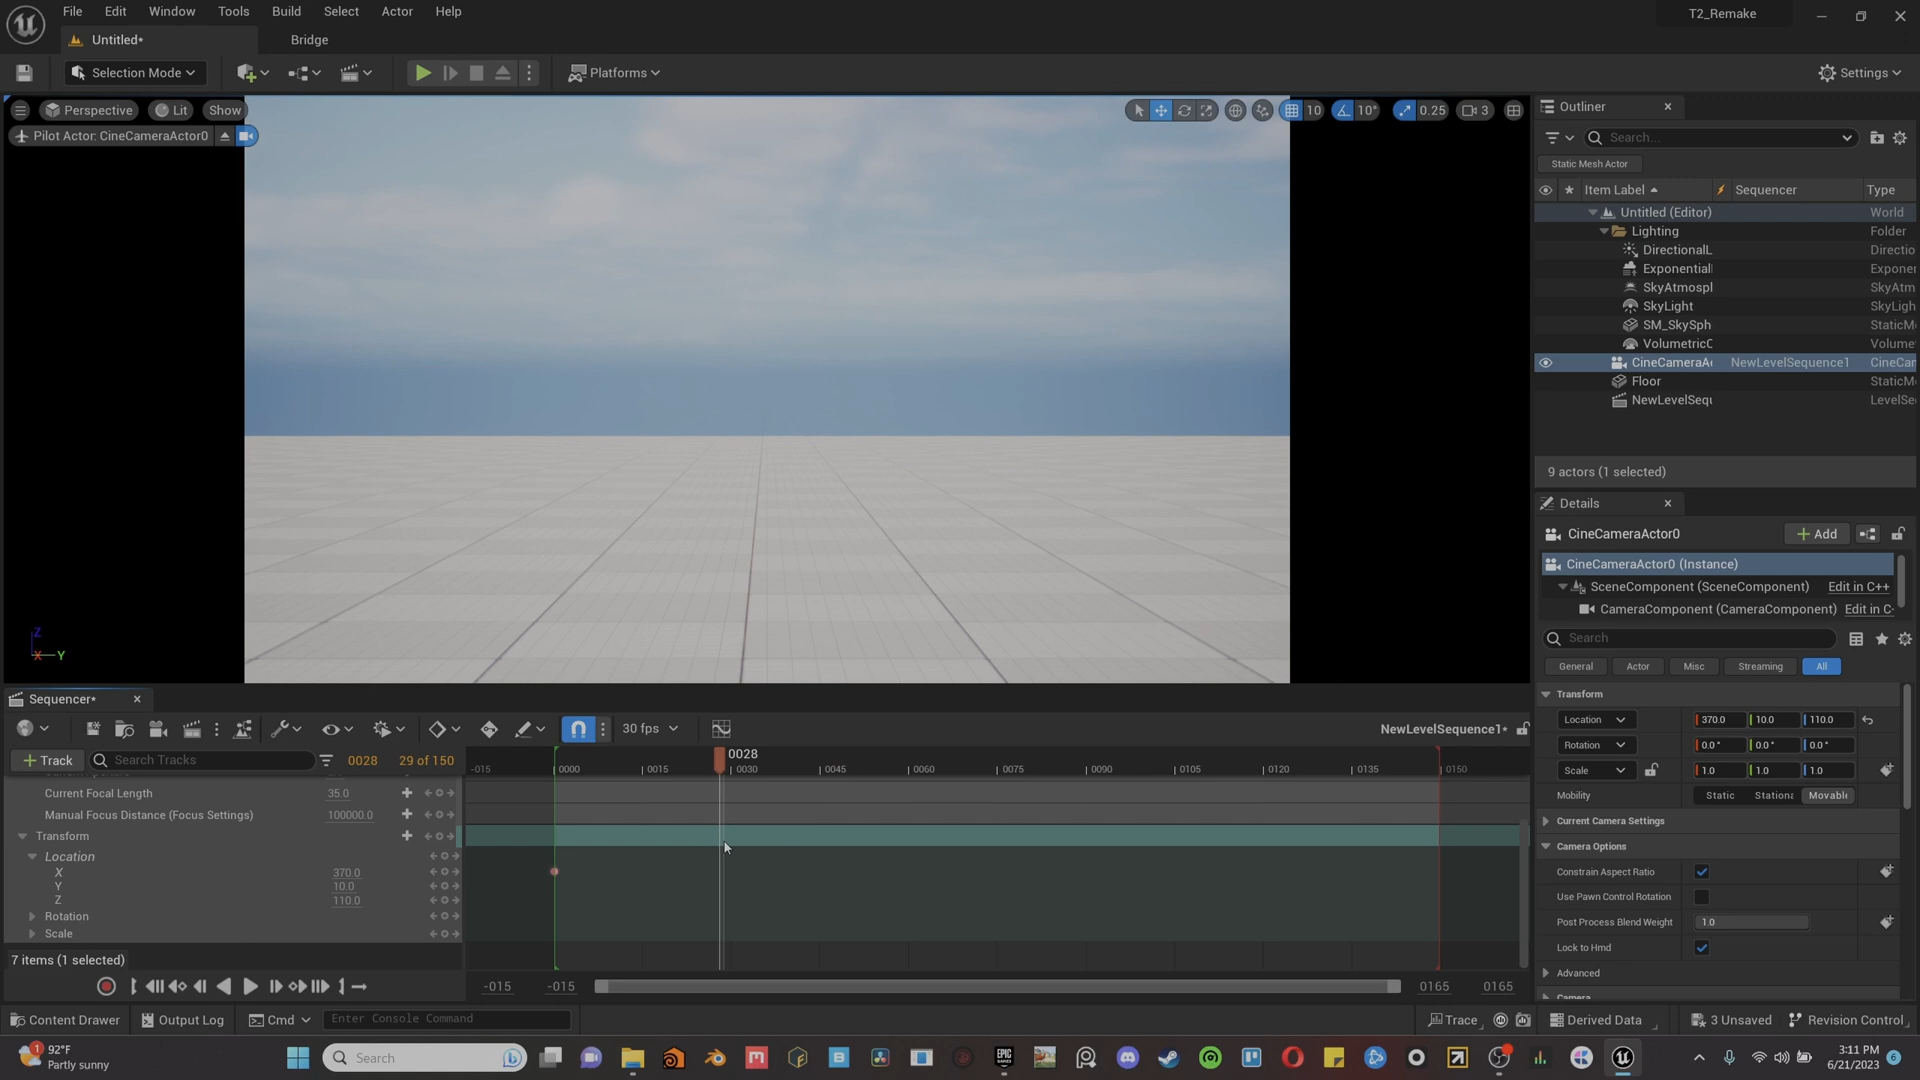 File Edit Window Tools Build Select Actor Help
T2_Remake
Untitled*
Bridge
Selection Mode
Platforms
Settings
Perspective
Lit
Show
10
10°
0.25
3
Pilot Actor: CineCameraActor0
Z
X
Y
Outliner
Search...
Static Mesh Actor
Item Label
Sequencer
Type
Untitled (Editor)
World
Lighting
Folder
DirectionalL
Directio
Exponential
Exponer
SkyAtmospl
SkyAtm
SkyLight
SkyLigh
SM_SkySph
StaticM
VolumetricC
Volume
CineCameraA
NewLevelSequence1
CineCan
Floor
StaticM
NewLevelSequ
LevelSe
9 actors (1 selected)
Details
CineCameraActor0
Add
CineCameraActor0 (Instance)
SceneComponent (SceneComponent)
Edit in C++
CameraComponent (CameraComponent)
Edit in C-
Search
General
Actor
Misc
Streaming
All
Transform
Location
370.0
10.0
110.0
Rotation
0.0°
0.0°
0.0°
Scale
1.0
1.0
1.0
Mobility
Static
Stationa
Movable
Current Camera Settings
Camera Options
Constrain Aspect Ratio
Use Pawn Control Rotation
Post Process Blend Weight
1.0
Lock to Hmd
Advanced
Camera
Sequencer*
30 fps
NewLevelSequence1*
Track
Search Tracks
0028
29 of 150
0028
-015
0000
0015
0030
0045
0060
0075
0090
0105
0120
0135
0150
Current Focal Length
35.0
Manual Focus Distance (Focus Settings)
100000.0
Transform
Location
X
370.0
Y
10.0
Z
110.0
Rotation
Scale
7 items (1 selected)
-015
-015
0165
0165
Content Drawer
Output Log
Cmd
Enter Console Command
Trace
Derived Data
3 Unsaved
Revision Control
1
92°F
Partly sunny
Search
EPIC
GAMES
3:11 PM
6/21/2023
6